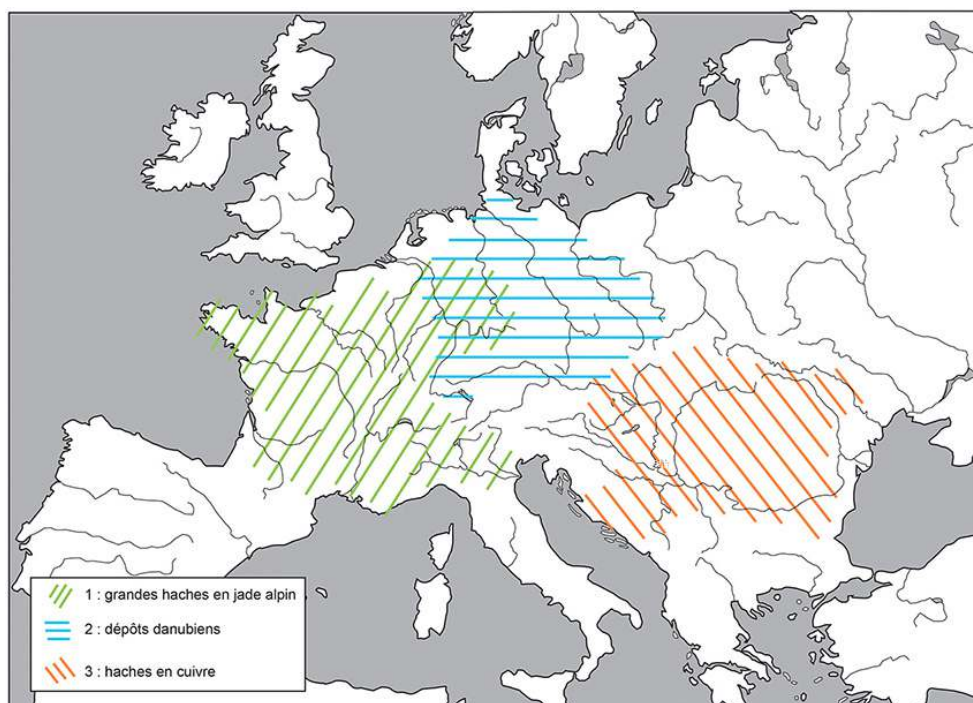 1 : grandes haches en jade alpin
2 : dépôts danubiens
3 : haches en cuivre